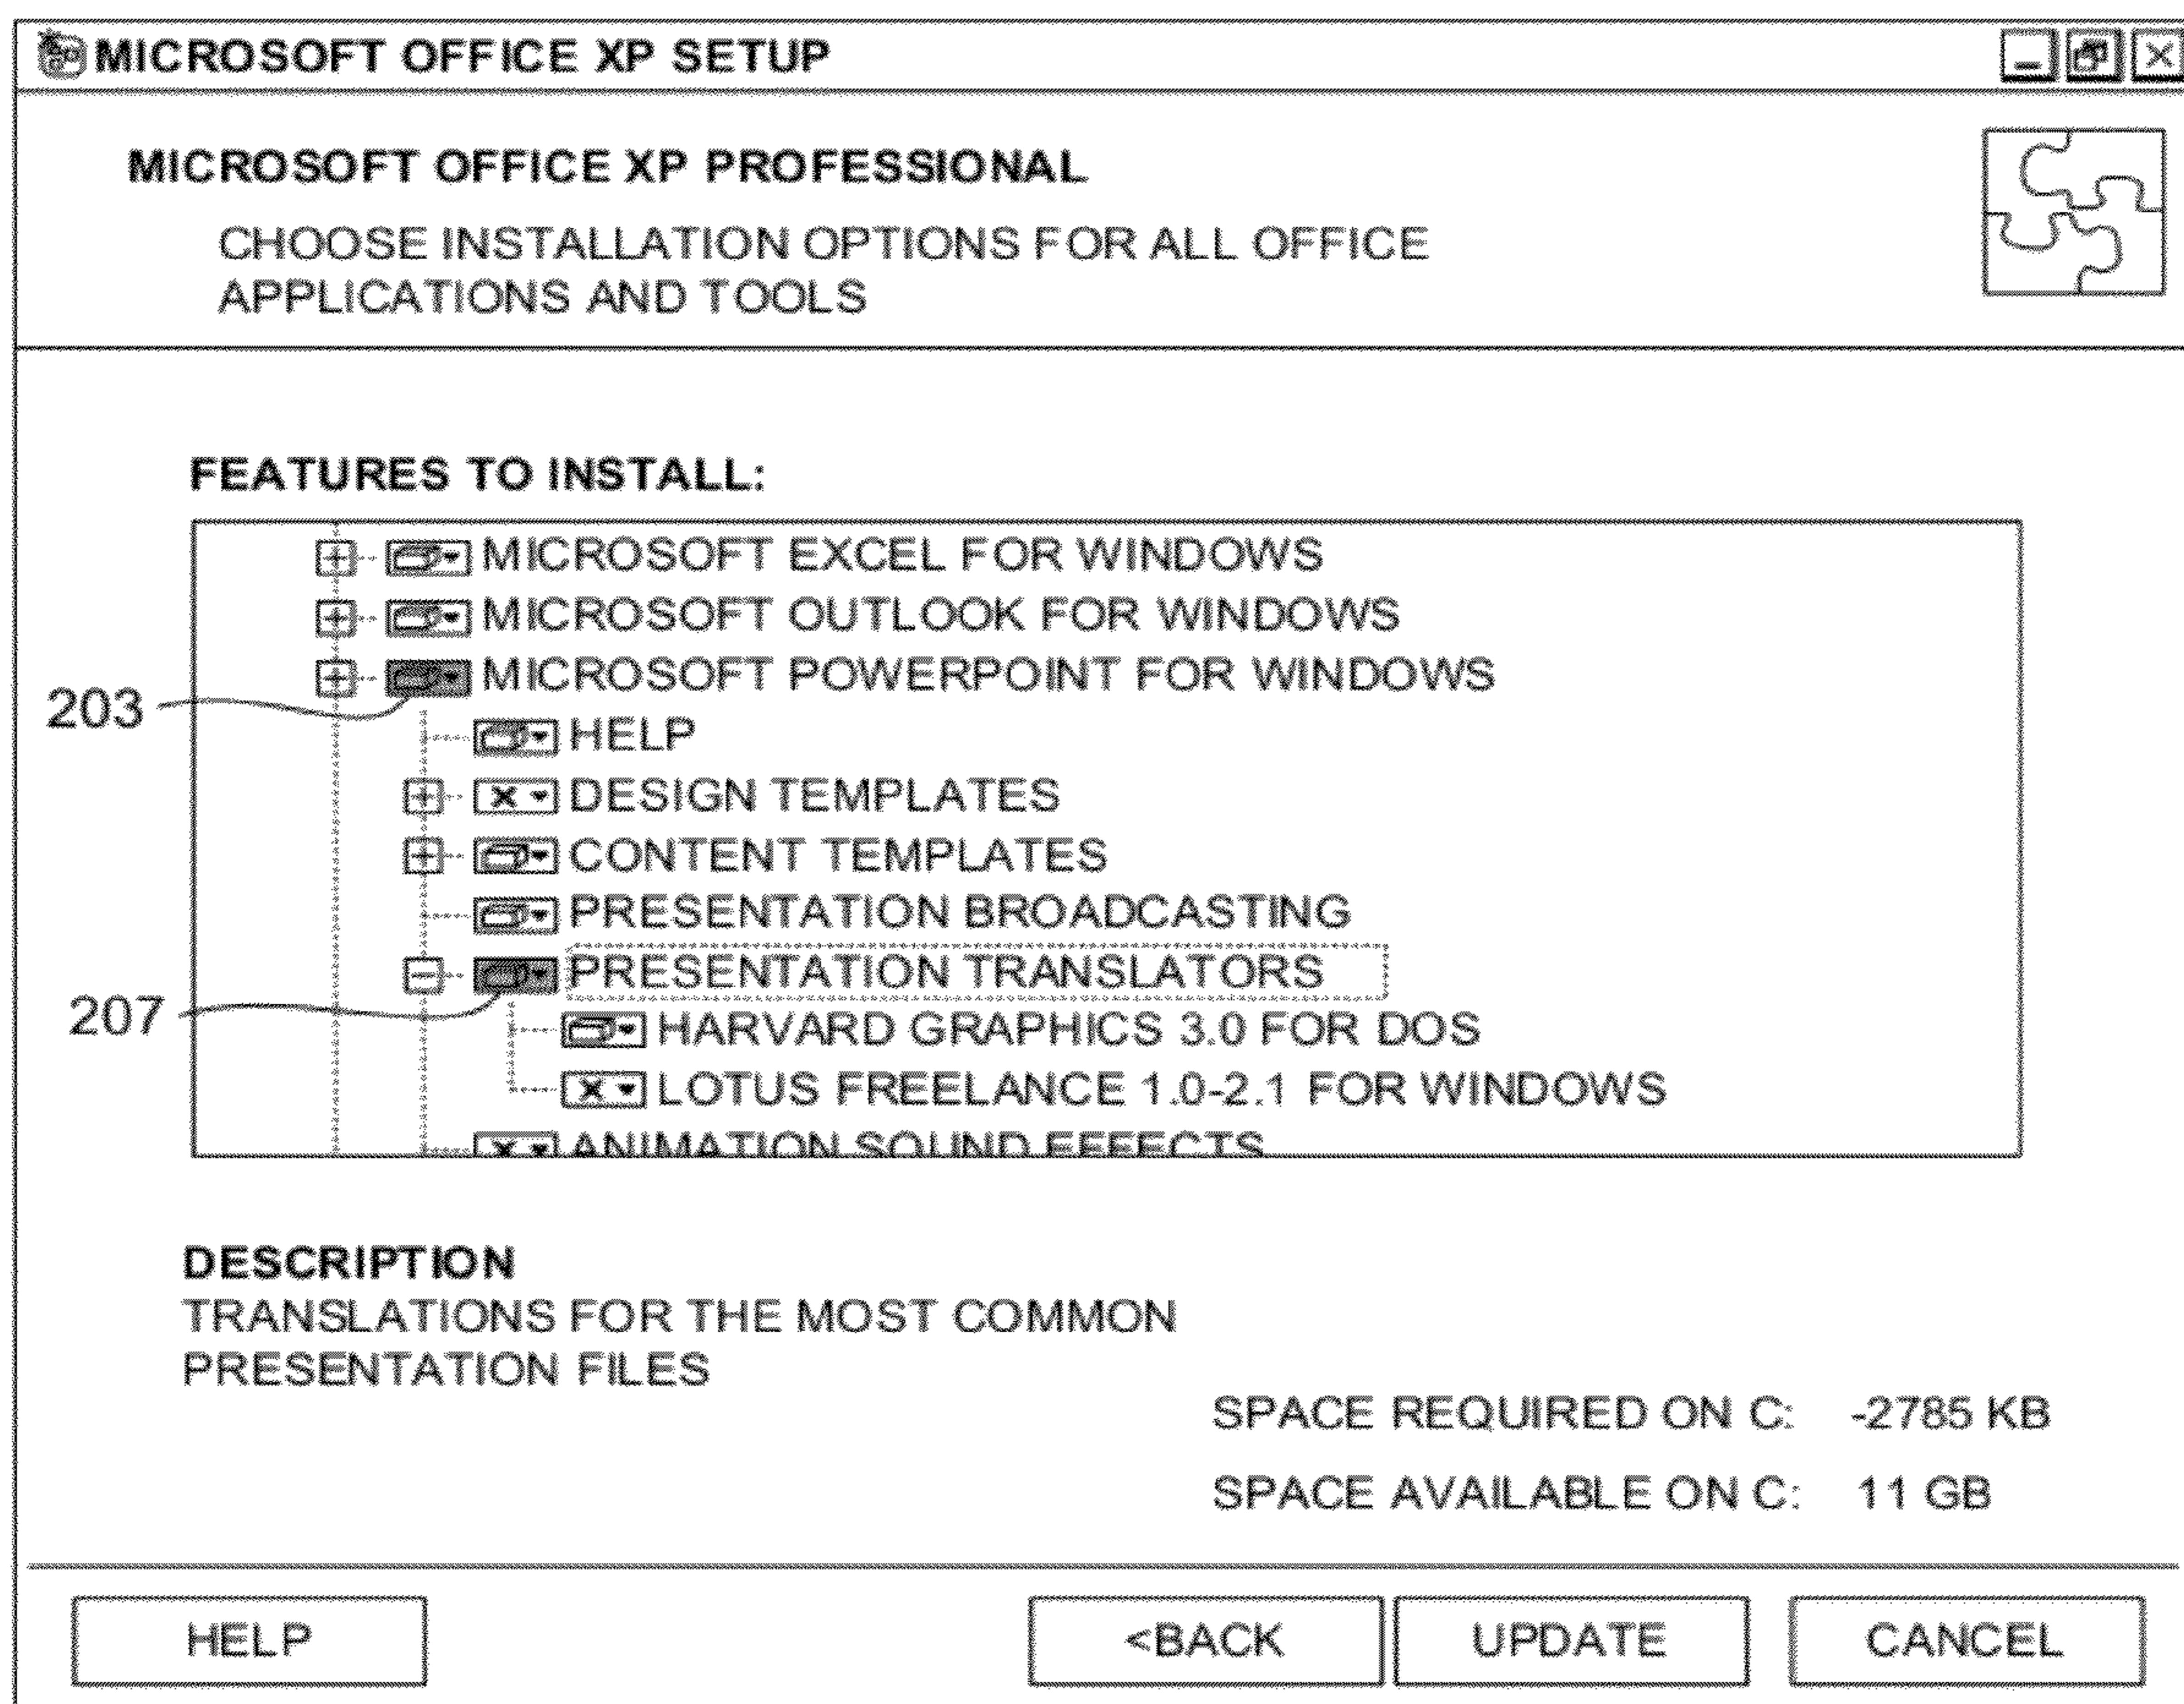 MICROSOFT OFFICE XP SETUP
MICROSOFT OFFICE XP PROFESSIONAL
CHOOSE INSTALLATION OPTIONS FOR ALL OFFICE
APPLICATIONS AND TOOLS
FEATURES TO INSTALL:
MICROSOFT EXCEL FOR WINDOWS
MICROSOFT OUTLOOK FOR WINDOWS
MICROSOFT POWERPOINT FOR WINDOWS
203
HELP
DESIGN TEMPLATES
CONTENT TEMPLATES
PRESENTATION BROADCASTING
PRESENTATION TRANSLATORS
207
HARVARD GRAPHICS 3.0 FOR DOS
LOTUS FREELANCE 1.0-2.1 FOR WINDOWS
ANIMATION SOUND EFFECTS
DESCRIPTION
TRANSLATIONS FOR THE MOST COMMON
PRESENTATION FILES
SPACE REQUIRED ON C: -2785 KB
SPACE AVAILABLE ON C: 11 GB
HELP <BACK UPDATE CANCEL